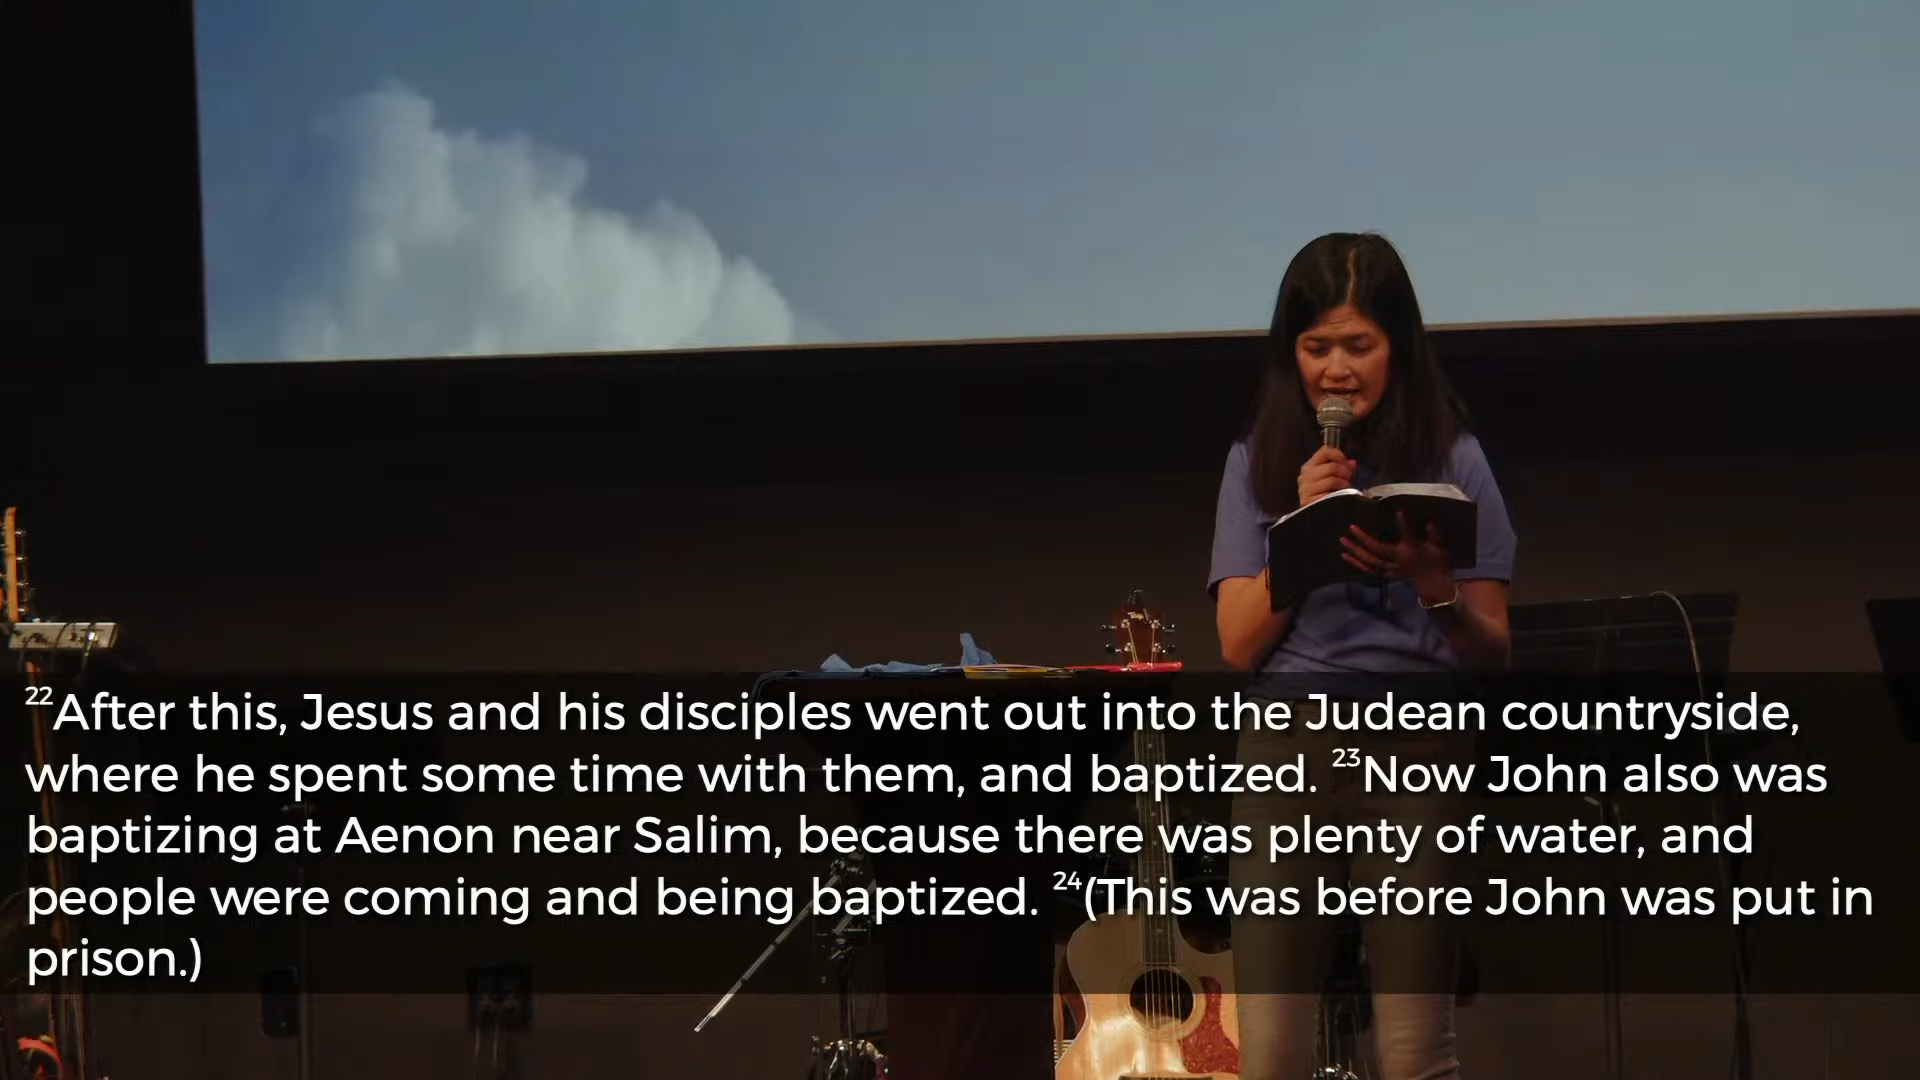 ²²After this, Jesus and his disciples went out into the Judean countryside,
where he spent some time with them, and baptized. ²³Now John also was
baptizing at Aenon near Salim, because there was plenty of water, and
people were coming and being baptized. ²⁴(This was before John was put in
prison.)